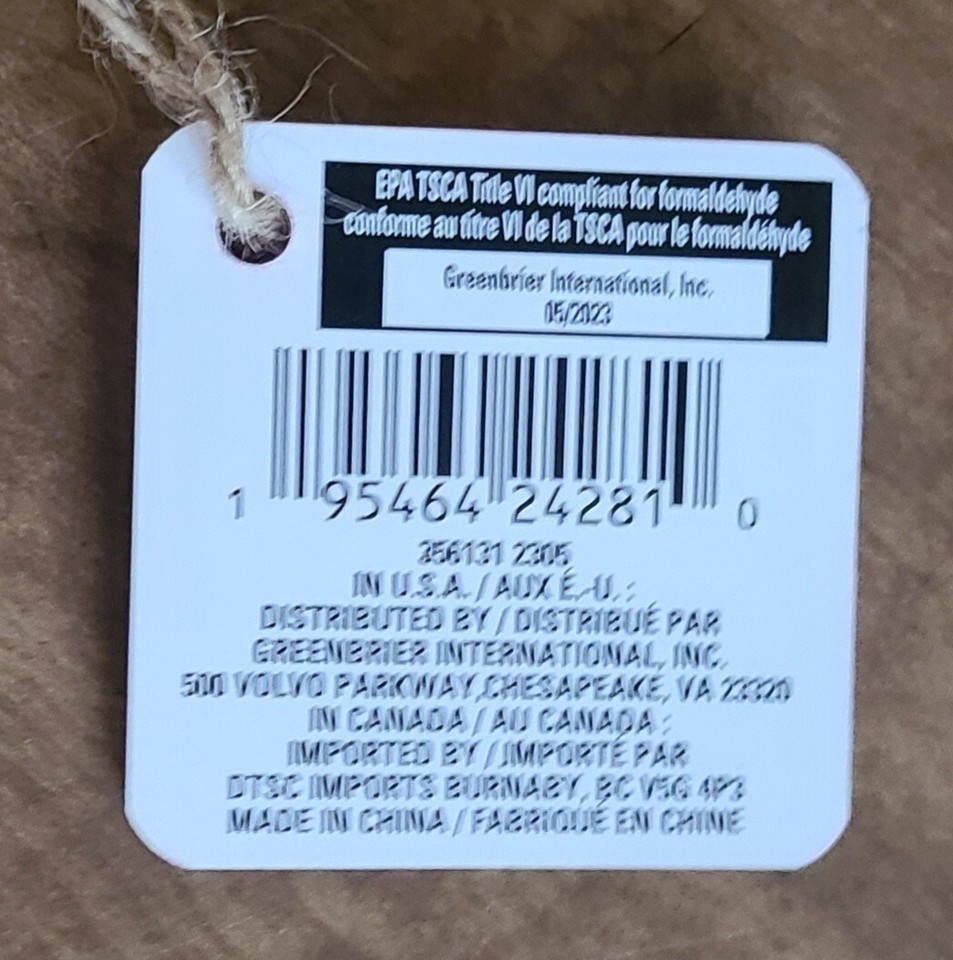 EPA TSCA Title VI compliant for formaldehyde
conforme au titre VI de la TSCA pour le formaldéhyde
Greenbrier International, Inc.
05/2023
1 95464 24281 0
356131 2305
IN U.S.A. / AUX É.-U. :
DISTRIBUTED BY / DISTRIBUÉ PAR
GREENBRIER INTERNATIONAL, INC.
500 VOLVO PARKWAY,CHESAPEAKE, VA 23320
IN CANADA / AU CANADA :
IMPORTED BY / IMPORTÉ PAR
DTSC IMPORTS BURNABY, BC V5G 4P3
MADE IN CHINA / FABRIQUÉ EN CHINE